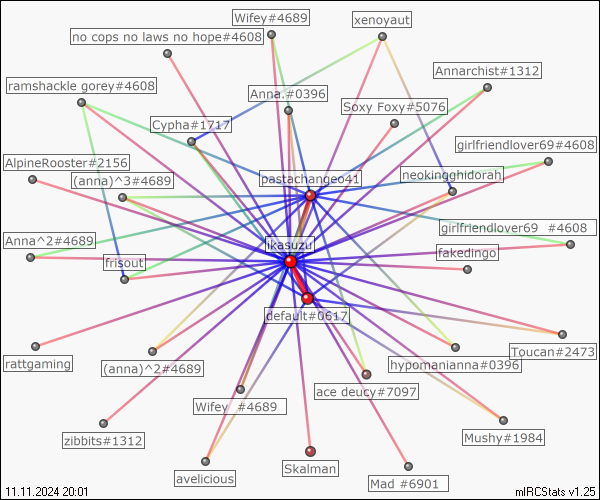 Wifey#4689
xenoyaut
no cops no laws no hope#4608
Annarchist#1312
ramshackle gorey#4608
Anna.#0396
Soxy Foxy#5076
Cypha#1717
girlfriendlover69#4608
AlpineRooster#2156
(anna)^3#4689
pastachangeo41
neokingghidorah
girlfriendlover69 #4608
Anna^2#4689
likasuzu
fakedingo
frisout
default#0617
Toucan#2473
rattgaming
(anna)^2#4689
hypomanianna#0396
ace deucy#7097
Wifey #4689
Mushy#1984
zibbits#1312
Skalman
avelicious
Mad #6901
11.11.2024 20:01
mIRCStats v1.25